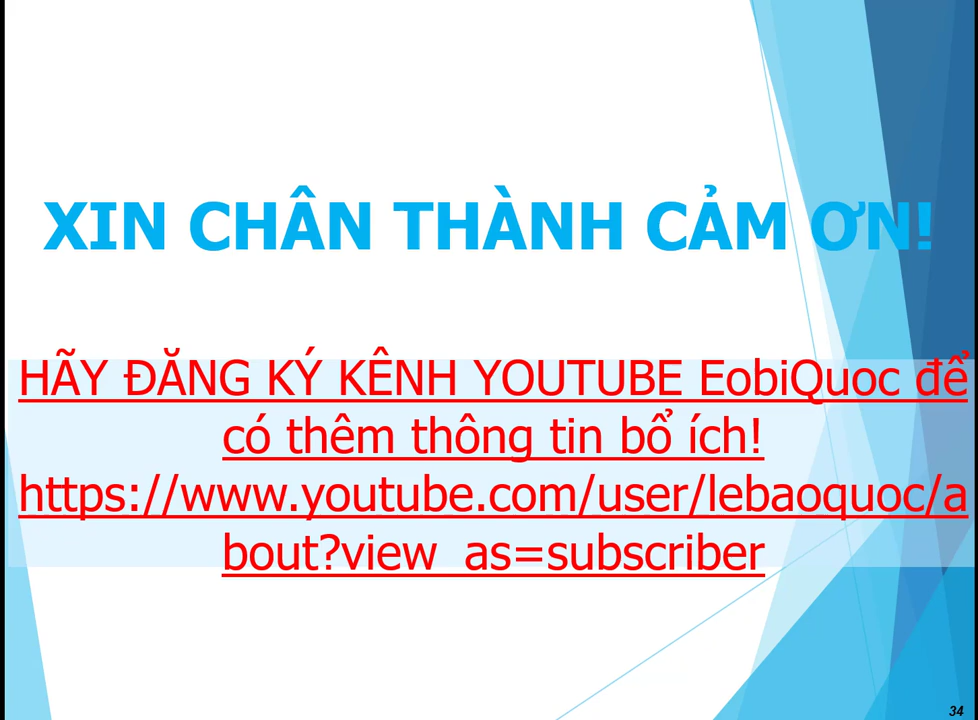 XIN CHÂN THÀNH CẢM ƠN!
HÃY ĐĂNG KÝ KÊNH YOUTUBE EobiQuoc để
có thêm thông tin bổ ích!
https://www.youtube.com/user/lebaoquoc/a
bout?view_as=subscriber
34